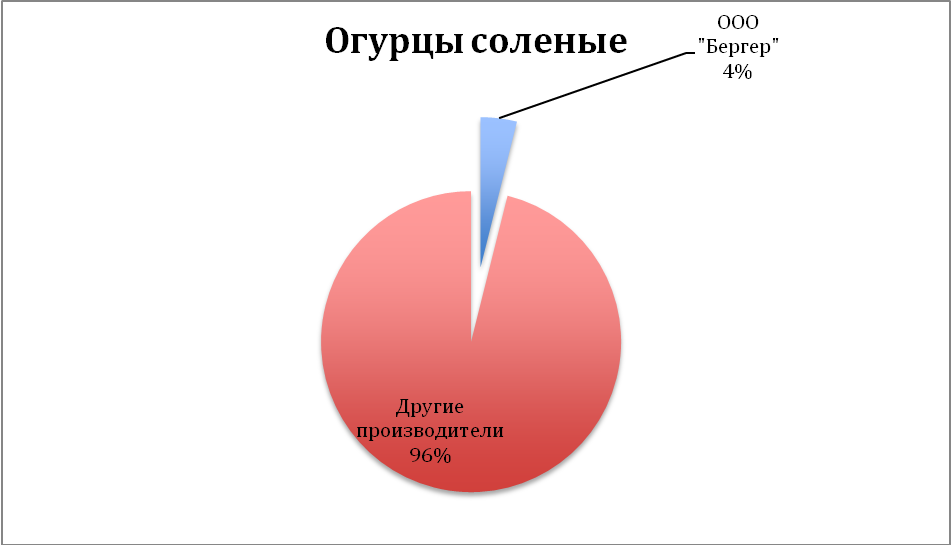 Огурцы соленые
ООО
"Бергер"
4%
Другие
производители
96%